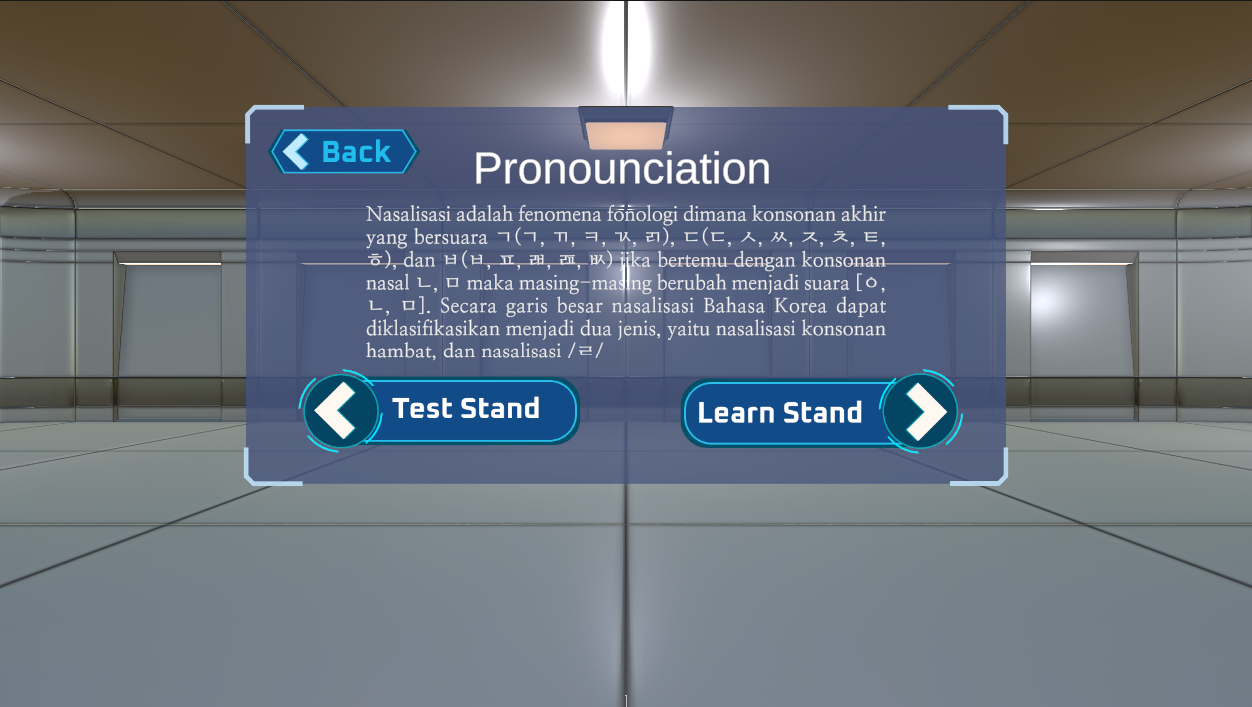 Back
Pronounciation
Nasalisasi adalah fenomena fonologi dimana konsonan akhir
yang bersuara ㄱ(ㄱ, ㄲ, ㅋ, ㄳ, ㄺ), ㄷ(ㄷ, ㅅ, ㅆ, ㅈ, ㅊ, ㅌ,
ㅎ), dan ㅂ(ㅂ, ㅍ, ㄼ, ㄿ, ㅄ) jika bertemu dengan konsonan
nasal ㄴ, ㅁ maka masing-masing berubah menjadi suara [ㅇ,
ㄴ, ㅁ]. Secara garis besar nasalisasi Bahasa Korea dapat
diklasifikasikan menjadi dua jenis, yaitu nasalisasi konsonan
hambat, dan nasalisasi /ㄹ/
Test Stand
Learn Stand